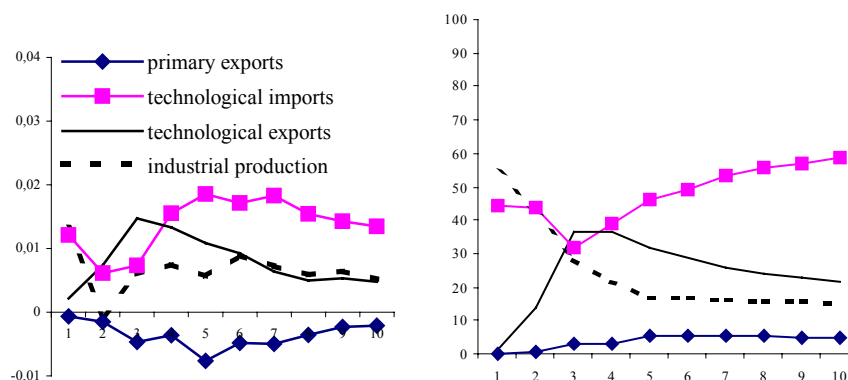 0,04
0,03
0,02
0,01
0
-0,01
primary exports
technological imports
technological exports
industrial production
1 2 3 4 5 6 7 8 9 10
100
90
80
70
60
50
40
30
20
10
0
1 2 3 4 5 6 7 8 9 10